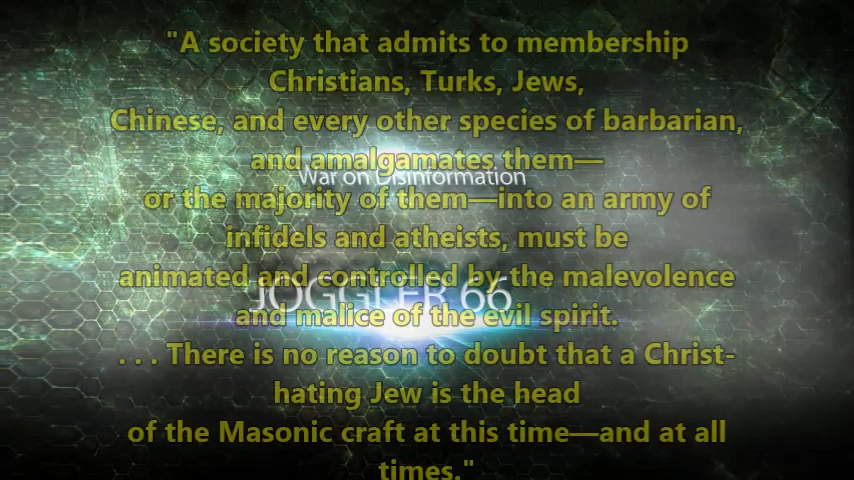 "A society that admits to membership
Christians, Turks, Jews,
Chinese, and every other species of barbarian,
and amalgamates them—
War on Disinformation
or the majority of them—into an army of
infidels and atheists, must be
animated and controlled by the malevolence
JOGGLER 66
and malice of the evil spirit.
. . . There is no reason to doubt that a Christ-
hating Jew is the head
of the Masonic craft at this time—and at all
times."